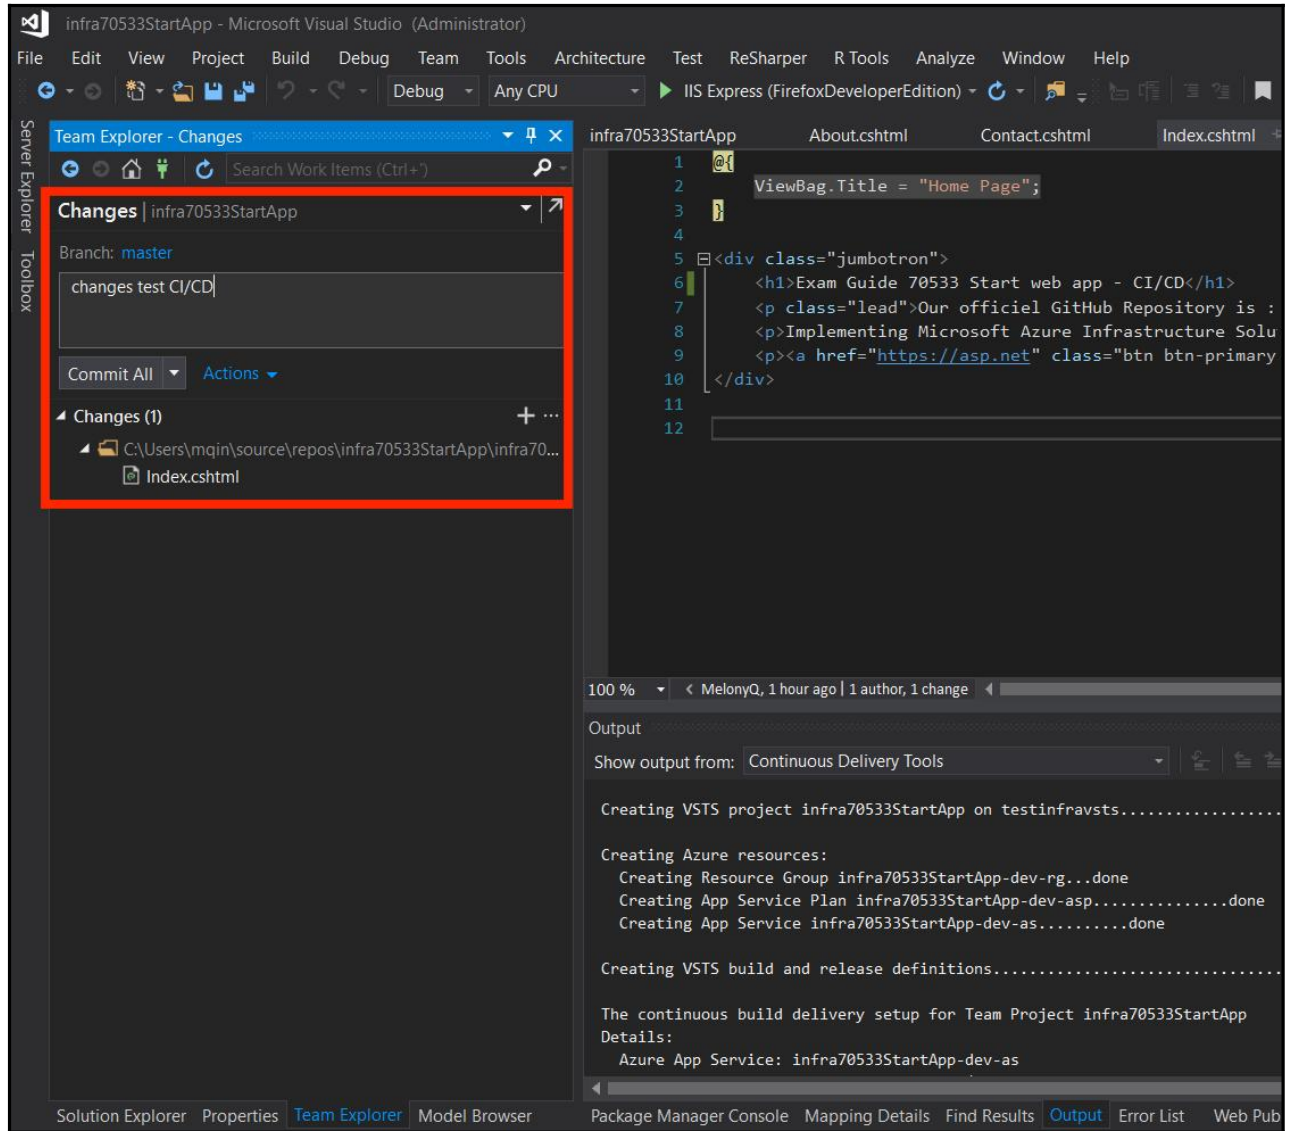 infra70533StartApp - Microsoft Visual Studio (Administrator)
File Edit View Project Build Debug Team Tools Architecture Test ReSharper R Tools Analyze Window Help
Debug Any CPU IIS Express (FirefoxDeveloperEdition)
Server Explorer
Toolbox
Team Explorer - Changes
Search Work Items (Ctrl+')
Changes | infra70533StartApp
Branch: master
changes test CI/CD
Commit All Actions
Changes (1)
C:\Users\mqin\source\repos\infra70533StartApp\infra70...
Index.cshtml
infra70533StartApp About.cshtml Contact.cshtml Index.cshtml
1 @{
2 ViewBag.Title = "Home Page";
3 }
4
5 <div class="jumbotron">
6 <h1>Exam Guide 70533 Start web app - CI/CD</h1>
7 <p class="lead">Our officiel GitHub Repository is :
8 <p>Implementing Microsoft Azure Infrastructure Solu
9 <p><a href="https://asp.net" class="btn btn-primary
10 </div>
11
12
100 % MelonyQ, 1 hour ago | 1 author, 1 change
Output
Show output from: Continuous Delivery Tools
Creating VSTS project infra70533StartApp on testinfravsts..................
Creating Azure resources:
Creating Resource Group infra70533StartApp-dev-rg...done
Creating App Service Plan infra70533StartApp-dev-asp...............done
Creating App Service infra70533StartApp-dev-as..........done
Creating VSTS build and release definitions................................
The continuous build delivery setup for Team Project infra70533StartApp
Details:
Azure App Service: infra70533StartApp-dev-as
Solution Explorer Properties Team Explorer Model Browser
Package Manager Console Mapping Details Find Results Output Error List Web Pub